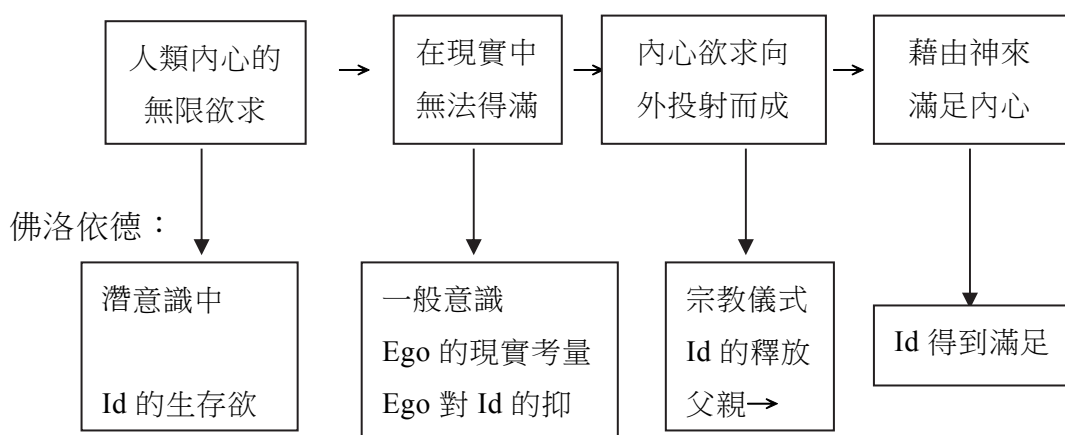 人類內心的
無限欲求
→
在現實中
無法得滿
→
內心欲求向
外投射而成
→
藉由神來
滿足內心
佛洛依德：
潛意識中
Id 的生存欲
一般意識
Ego 的現實考量
Ego 對 Id 的抑
宗教儀式
Id 的釋放
父親→
Id 得到滿足